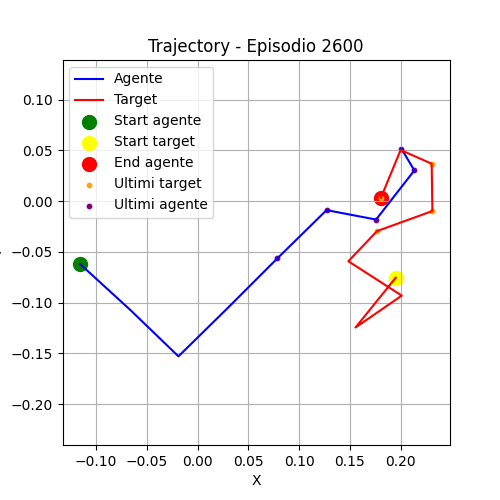 Trajectory - Episodio 2600
Agente
Target
Start agente
Start target
End agente
Ultimi target
Ultimi agente
0.10
0.05
0.00
−0.05
−0.10
−0.15
−0.20
−0.10
−0.05
0.00
0.05
0.10
0.15
0.20
X